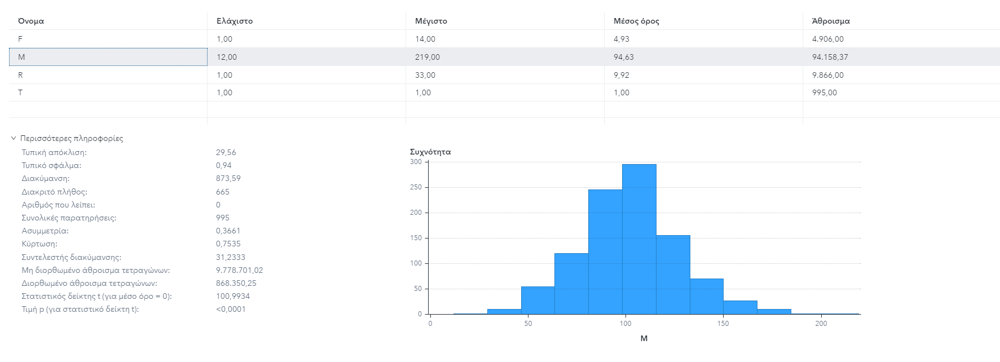 Όνομα Ελάχιστο Μέγιστο Μέσος όρος Άθροισμα
F 1,00 14,00 4,93 4.906,00
M 12,00 219,00 94,63 94.158,37
R 1,00 33,00 9,92 9.866,00
T 1,00 1,00 1,00 995,00
Περισσότερες πληροφορίες
Τυπική απόκλιση: 29,56
Τυπικό σφάλμα: 0,94
Διακύμανση: 873,59
Διακριτό πλήθος: 665
Αριθμός που λείπει: 0
Συνολικές παρατηρήσεις: 995
Ασυμμετρία: 0,3661
Κύρτωση: 0,7535
Συντελεστής διακύμανσης: 31,2333
Μη διορθωμένο άθροισμα τετραγώνων: 9.778.701,02
Διορθωμένο άθροισμα τετραγώνων: 868.350,25
Στατιστικός δείκτης t (για μέσο όρο = 0): 100,9934
Τιμή p (για στατιστικό δείκτη t): <0,0001
Συχνότητα
300
250
200
150
100
50
0
0 50 100 150 200
M